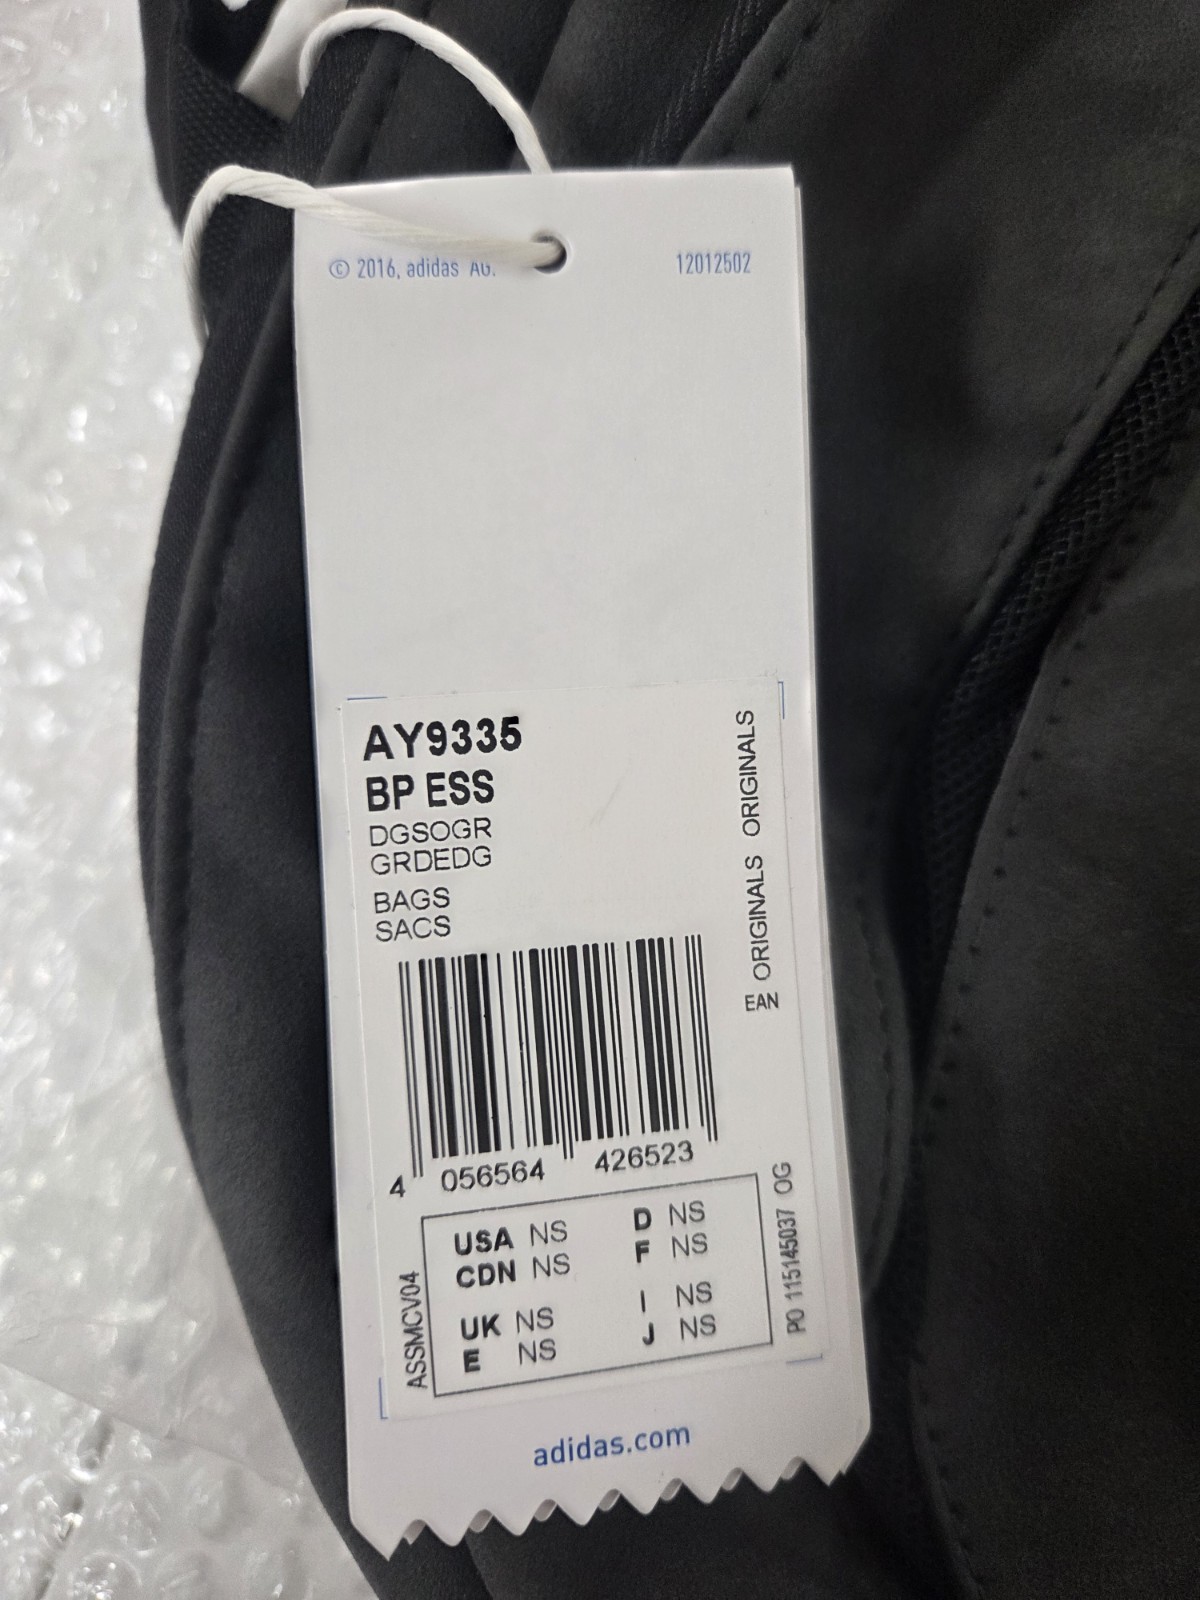 © 2016, adidas AG.
12012502
AY9335
BP ESS
DGSOGR
GRDEDG
BAGS
SACS
EAN ORIGINALS ORIGINALS
4 056564 426523
ASSMCV04
USA NS D NS
CDN NS F NS
UK NS I NS
E NS J NS
PO 115145037 OG
adidas.com